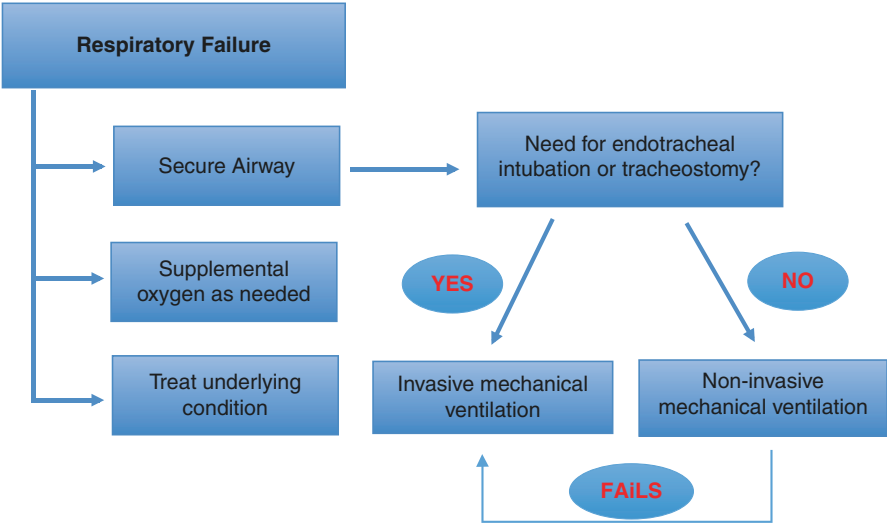 Respiratory Failure
Secure Airway
Need for endotracheal
intubation or tracheostomy?
Supplemental
oxygen as needed
YES
NO
Treat underlying
condition
Invasive mechanical
ventilation
Non-invasive
mechanical ventilation
FAiLS